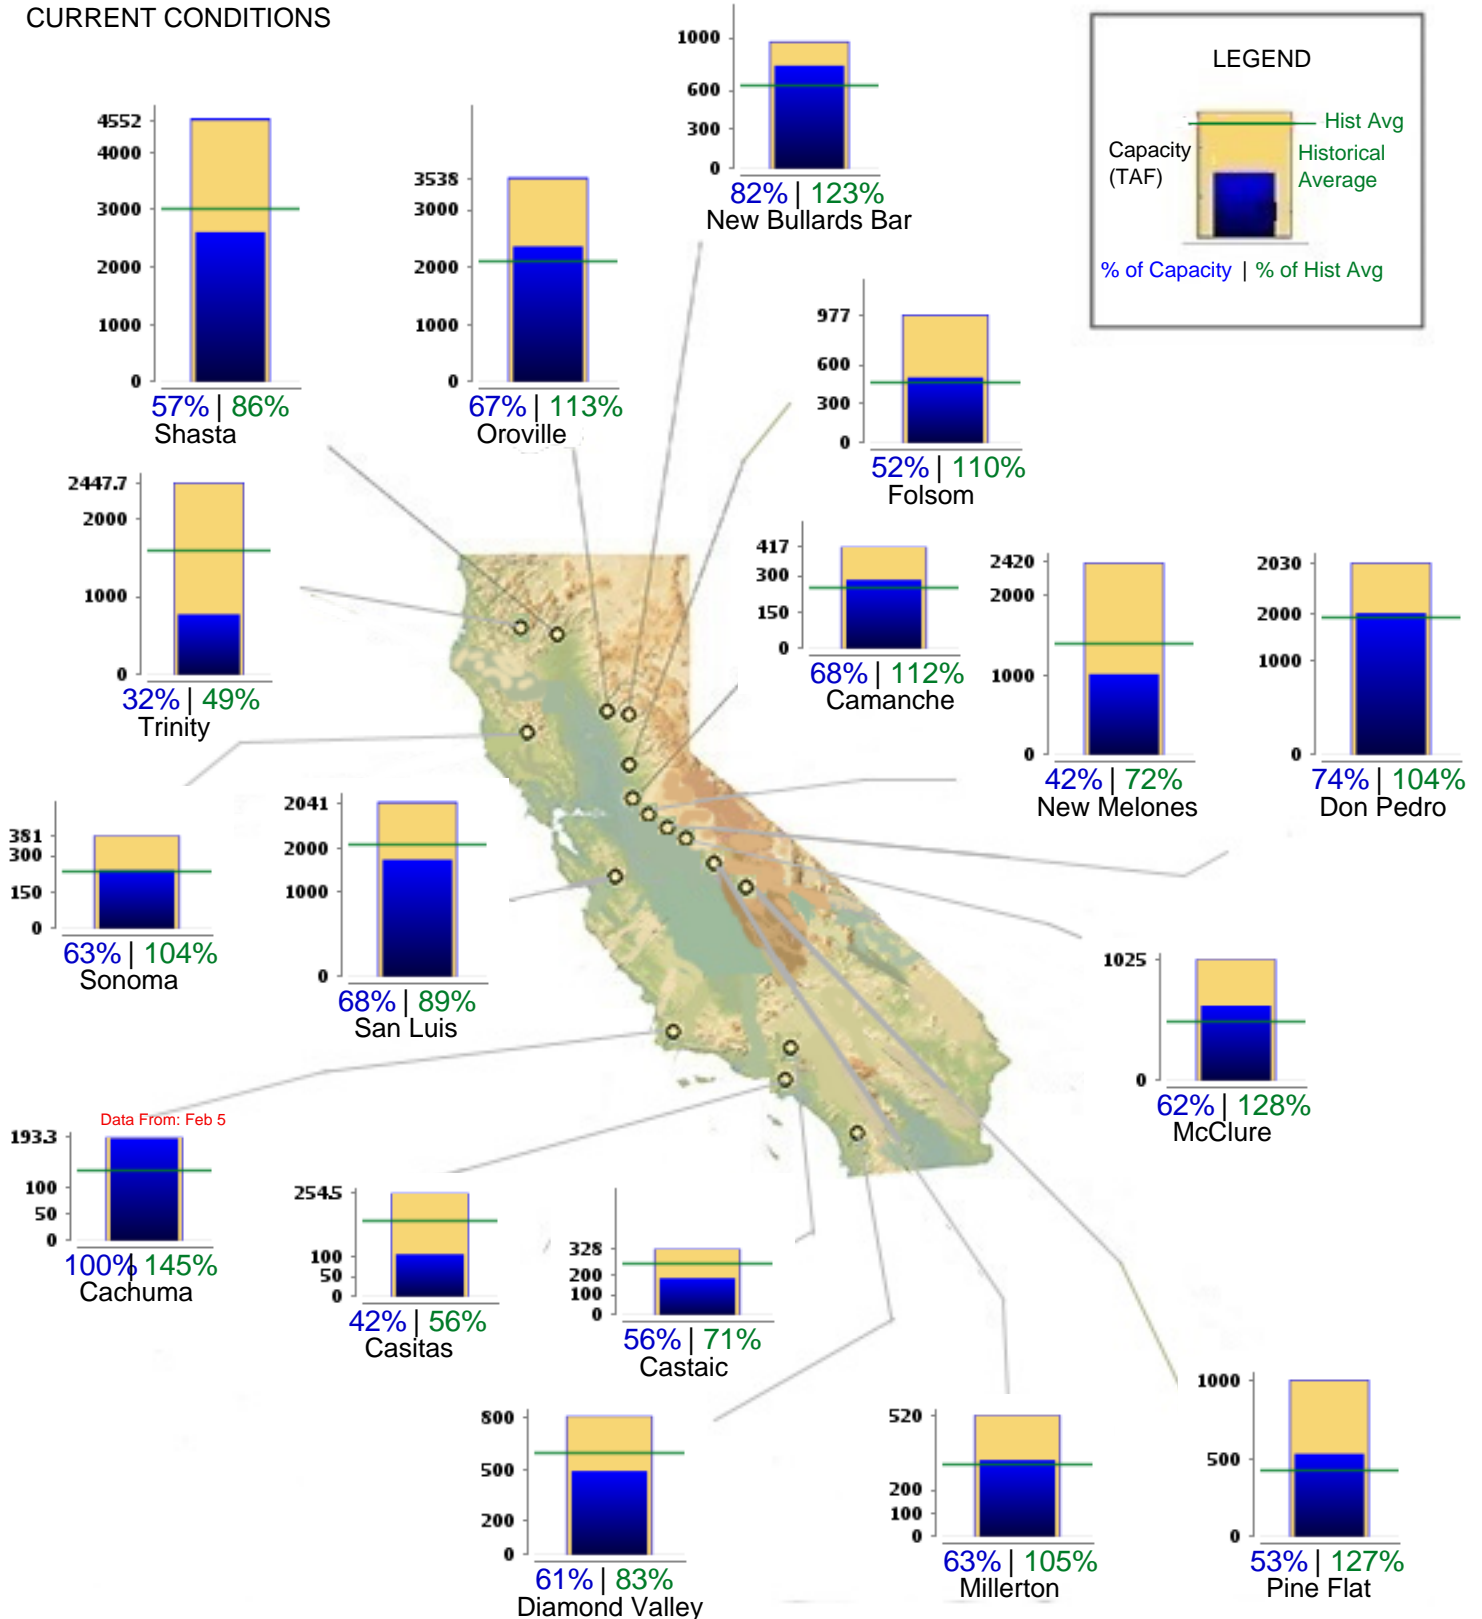 CURRENT CONDITIONS
1000
600
300
0
82% | 123%
New Bullards Bar
LEGEND
Hist Avg
Capacity
(TAF)
Historical
Average
% of Capacity | % of Hist Avg
4552
4000
3000
2000
1000
0
57% | 86%
Shasta
3538
3000
2000
1000
0
67% | 113%
Oroville
977
600
300
0
52% | 110%
Folsom
2447.7
2000
1000
0
32% | 49%
Trinity
417
300
150
0
68% | 112%
Camanche
2420
2000
1000
0
42% | 72%
New Melones
2030
2000
1000
0
74% | 104%
Don Pedro
381
300
150
0
63% | 104%
Sonoma
2041
2000
1000
0
68% | 89%
San Luis
1025
0
62% | 128%
McClure
Data From: Feb 5
193.3
100
50
0
100% | 145%
Cachuma
254.5
100
50
0
42% | 56%
Casitas
328
200
100
0
56% | 71%
Castaic
800
500
200
0
61% | 83%
Diamond Valley
520
200
100
0
63% | 105%
Millerton
1000
500
0
53% | 127%
Pine Flat